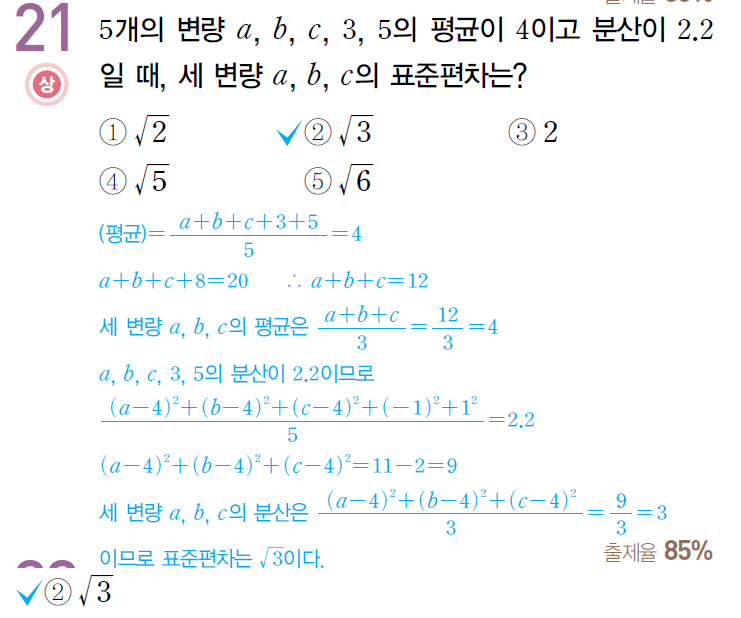 21
상
5개의 변량 a, b, c, 3, 5의 평균이 4이고 분산이 2.2
일 때, 세 변량 a, b, c의 표준편차는?
① √2 ② √3 ③ 2
④ √5 ⑤ √6
(평균)=(a+b+c+3+5)/5=4
a+b+c+8=20 ∴ a+b+c=12
세 변량 a, b, c의 평균은 (a+b+c)/3=12/3=4
a, b, c, 3, 5의 분산이 2.2이므로
((a-4)²+(b-4)²+(c-4)²+(-1)²+1²)/5=2.2
(a-4)²+(b-4)²+(c-4)²=11-2=9
세 변량 a, b, c의 분산은 ((a-4)²+(b-4)²+(c-4)²)/3=9/3=3
이므로 표준편차는 √3이다.
출제율 85%
② √3